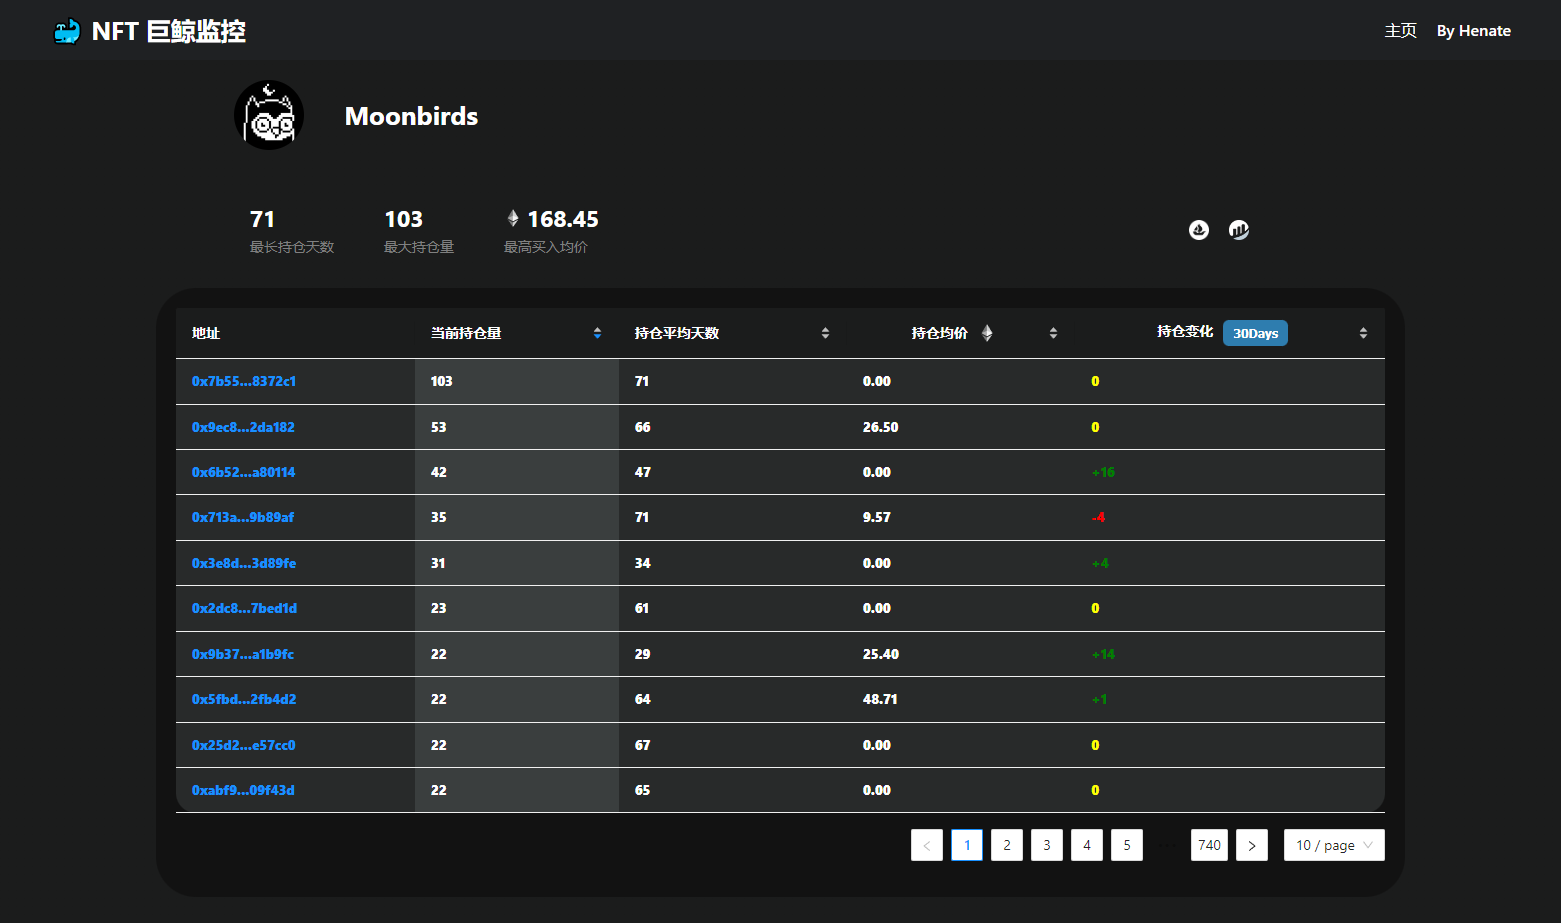 NFT 巨鲸监控
主页 By Henate
Moonbirds
71 103 168.45
最长持仓天数 最大持仓量 最高买入均价
地址 当前持仓量 持仓平均天数 持仓均价 持仓变化 30Days
0x7b55...8372c1 103 71 0.00 0
0x9ec8...2da182 53 66 26.50 0
0x6b52...a80114 42 47 0.00 +16
0x713a...9b89af 35 71 9.57 -4
0x3e8d...3d89fe 31 34 0.00 +4
0x2dc8...7bed1d 23 61 0.00 0
0x9b37...a1b9fc 22 29 25.40 +14
0x5fbd...2fb4d2 22 64 48.71 +1
0x25d2...e57cc0 22 67 0.00 0
0xabf9...09f43d 22 65 0.00 0
< 1 2 3 4 5 ••• 740 > 10 / page